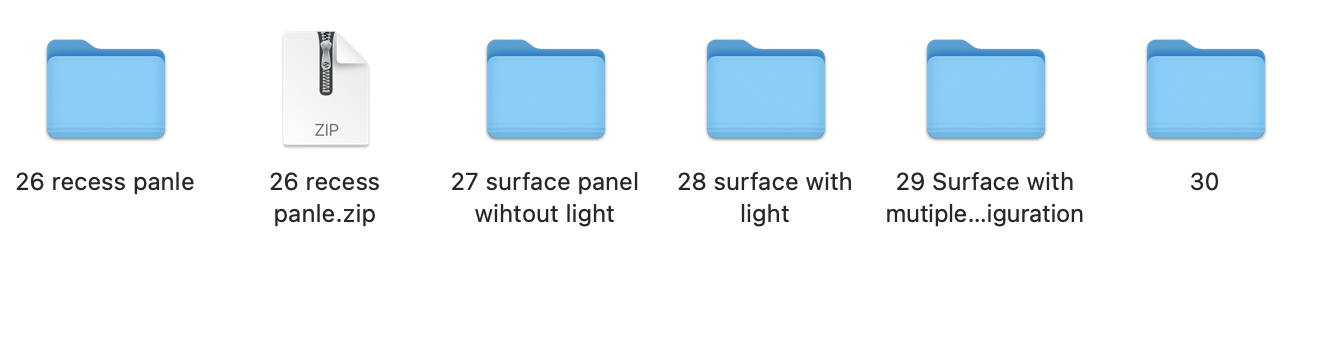 ZIP
26 recess panle
26 recess
panle.zip
27 surface panel
wihtout light
28 surface with
light
29 Surface with
mutiple...iguration
30